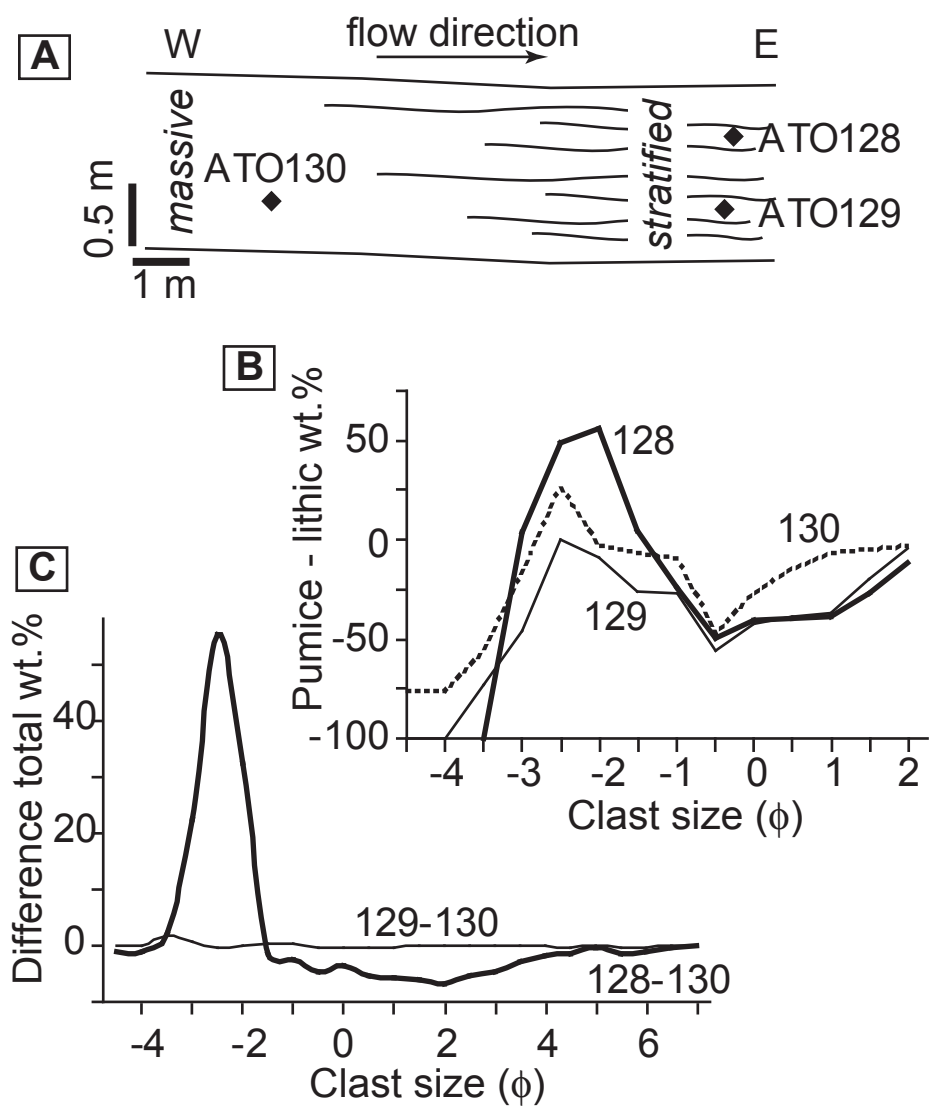 A
W
flow direction
E
massive
ATO130
stratified
ATO128
ATO129
0.5 m
1 m
B
Pumice - lithic wt.%
50
0
-50
-100
128
130
129
-4
-3
-2
-1
0
1
2
Clast size (ϕ)
C
Difference total wt.%
40
20
0
129-130
128-130
-4
-2
0
2
4
6
Clast size (ϕ)